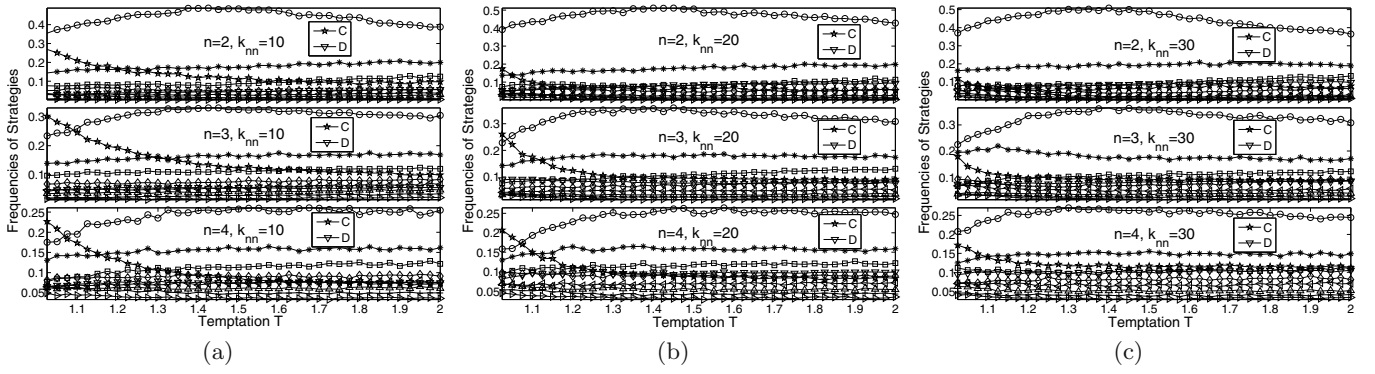 Frequencies of Strategies
0.4
0.3
0.2
0.1
n=2, k_nn=10
C
D
0.3
0.2
0.1
n=3, k_nn=10
C
D
0.25
0.2
0.15
0.1
0.05
n=4, k_nn=10
C
D
1.1 1.2 1.3 1.4 1.5 1.6 1.7 1.8 1.9 2
Temptation T
(a)
Frequencies of Strategies
0.5
0.4
0.3
0.2
0.1
n=2, k_nn=20
C
D
0.3
0.2
0.1
n=3, k_nn=20
C
D
0.25
0.2
0.15
0.1
0.05
n=4, k_nn=20
C
D
1.1 1.2 1.3 1.4 1.5 1.6 1.7 1.8 1.9 2
Temptation T
(b)
Frequencies of Strategies
0.5
0.4
0.3
0.2
0.1
n=2, k_nn=30
C
D
0.3
0.2
0.1
n=3, k_nn=30
C
D
0.25
0.2
0.15
0.1
0.05
n=4, k_nn=30
C
D
1.1 1.2 1.3 1.4 1.5 1.6 1.7 1.8 1.9 2
Temptation T
(c)